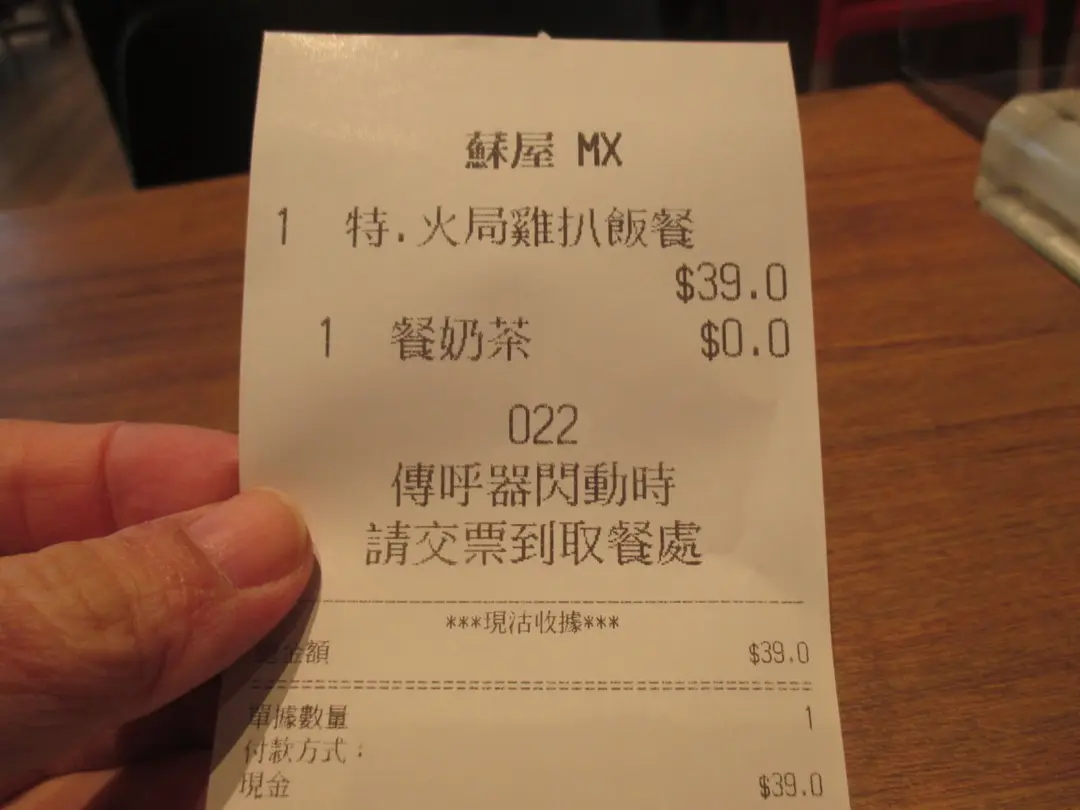 蘇屋 MX
1 特.火局雞扒飯餐
$39.0
1 餐奶茶 $0.0
022
傳呼器閃動時
請交票到取餐處
***現沽收據***
金額 $39.0
單據數量 1
付款方式：
現金 $39.0